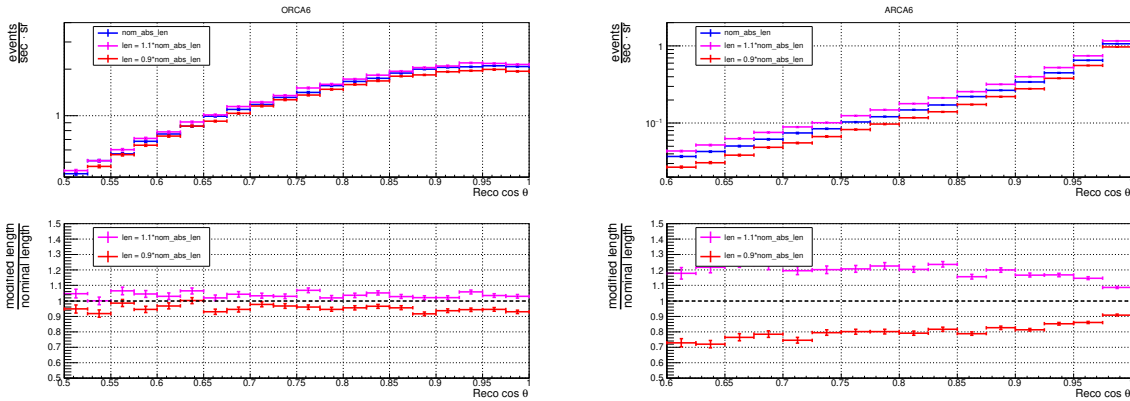 ORCA6
events
sec · sr
nom_abs_len
len = 1.1*nom_abs_len
len = 0.9*nom_abs_len
1
0.5 0.55 0.6 0.65 0.7 0.75 0.8 0.85 0.9 0.95 1
Reco cos θ
modified length
nominal length
len = 1.1*nom_abs_len
len = 0.9*nom_abs_len
1.5
1.4
1.3
1.2
1.1
1
0.9
0.8
0.7
0.6
0.5
0.5 0.55 0.6 0.65 0.7 0.75 0.8 0.85 0.9 0.95 1
Reco cos θ
ARCA6
events
sec · sr
nom_abs_len
len = 1.1*nom_abs_len
len = 0.9*nom_abs_len
1
10⁻¹
0.6 0.65 0.7 0.75 0.8 0.85 0.9 0.95
Reco cos θ
modified length
nominal length
len = 1.1*nom_abs_len
len = 0.9*nom_abs_len
1.5
1.4
1.3
1.2
1.1
1
0.9
0.8
0.7
0.6
0.5
0.6 0.65 0.7 0.75 0.8 0.85 0.9 0.95
Reco cos θ